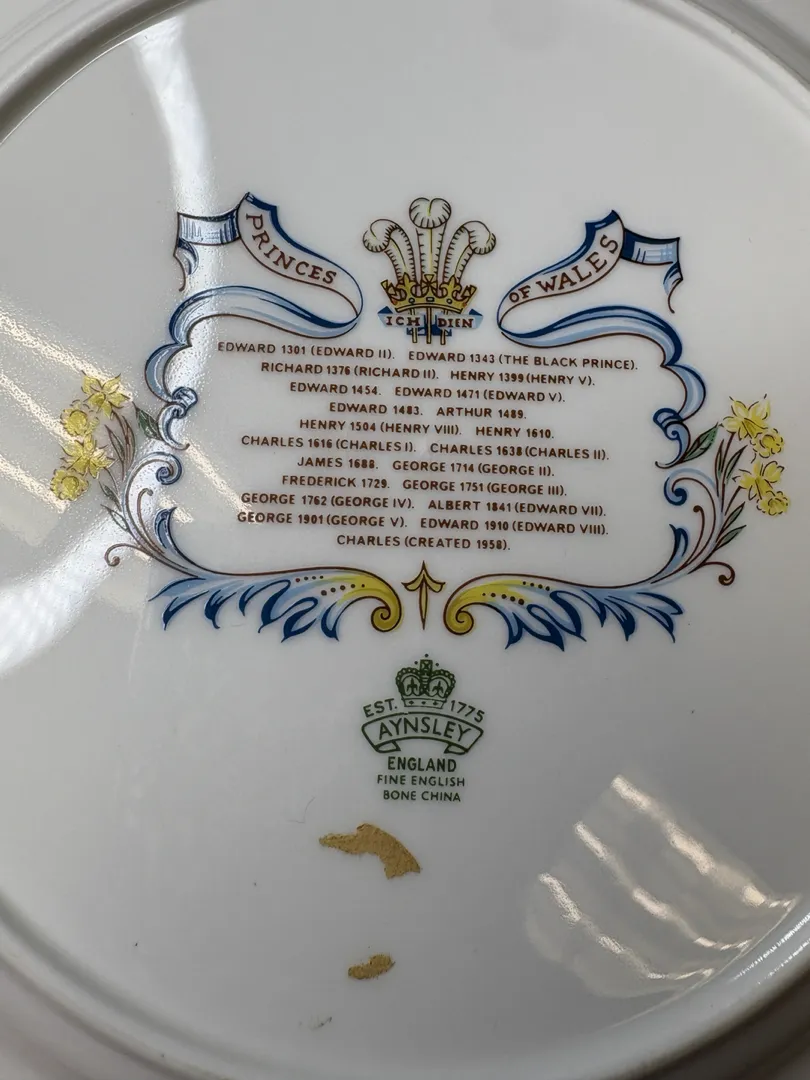 PRINCES
OF WALES
ICH DIEN
EDWARD 1301 (EDWARD II). EDWARD 1343 (THE BLACK PRINCE).
RICHARD 1376 (RICHARD II). HENRY 1399 (HENRY V).
EDWARD 1454. EDWARD 1471 (EDWARD V).
EDWARD 1483. ARTHUR 1489.
HENRY 1504 (HENRY VIII). HENRY 1610.
CHARLES 1616 (CHARLES I). CHARLES 1638 (CHARLES II).
JAMES 1688. GEORGE 1714 (GEORGE II).
FREDERICK 1729. GEORGE 1751 (GEORGE III).
GEORGE 1762 (GEORGE IV). ALBERT 1841 (EDWARD VII).
GEORGE 1901 (GEORGE V). EDWARD 1910 (EDWARD VIII).
CHARLES (CREATED 1958).
EST. 1775
AYNSLEY
ENGLAND
FINE ENGLISH
BONE CHINA